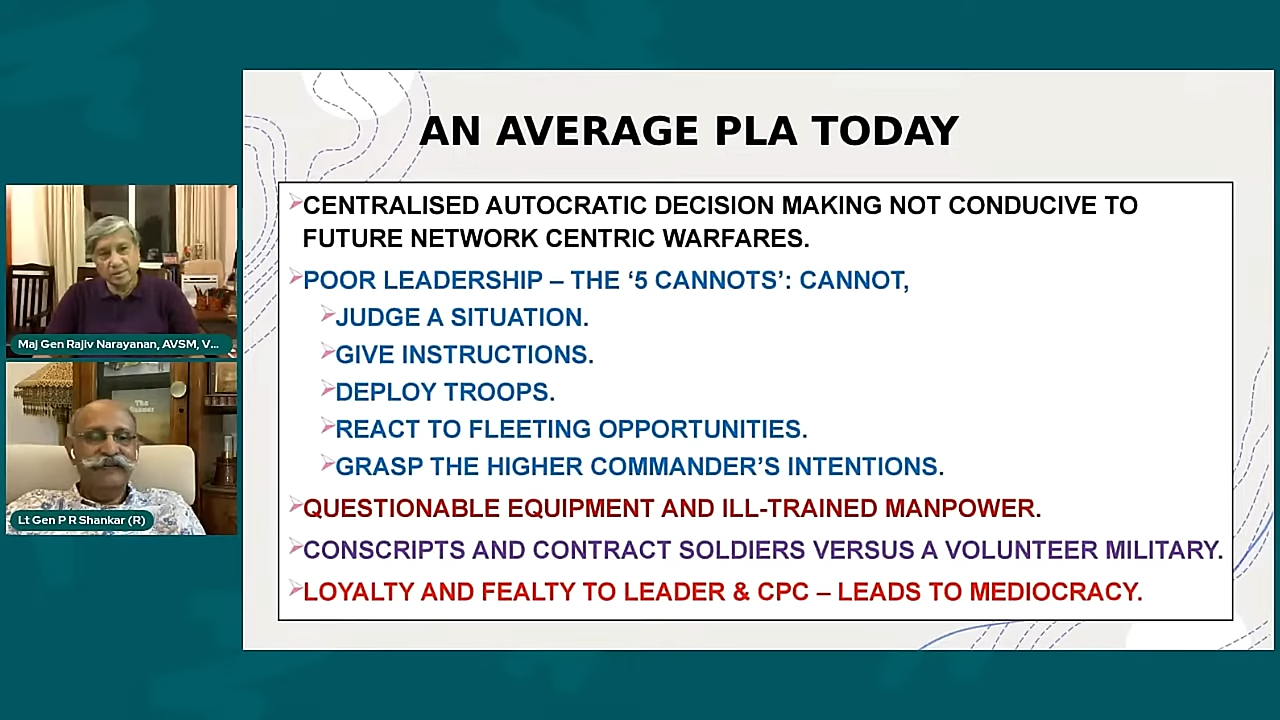 AN AVERAGE PLA TODAY
CENTRALISED AUTOCRATIC DECISION MAKING NOT CONDUCIVE TO
FUTURE NETWORK CENTRIC WARFARES.
POOR LEADERSHIP – THE ‘5 CANNOTS’: CANNOT,
JUDGE A SITUATION.
GIVE INSTRUCTIONS.
DEPLOY TROOPS.
REACT TO FLEETING OPPORTUNITIES.
GRASP THE HIGHER COMMANDER’S INTENTIONS.
QUESTIONABLE EQUIPMENT AND ILL-TRAINED MANPOWER.
CONSCRIPTS AND CONTRACT SOLDIERS VERSUS A VOLUNTEER MILITARY.
LOYALTY AND FEALTY TO LEADER & CPC – LEADS TO MEDIOCRACY.
Maj Gen Rajiv Narayanan, AVSM, V...
The
Gunner
Lt Gen P R Shankar (R)